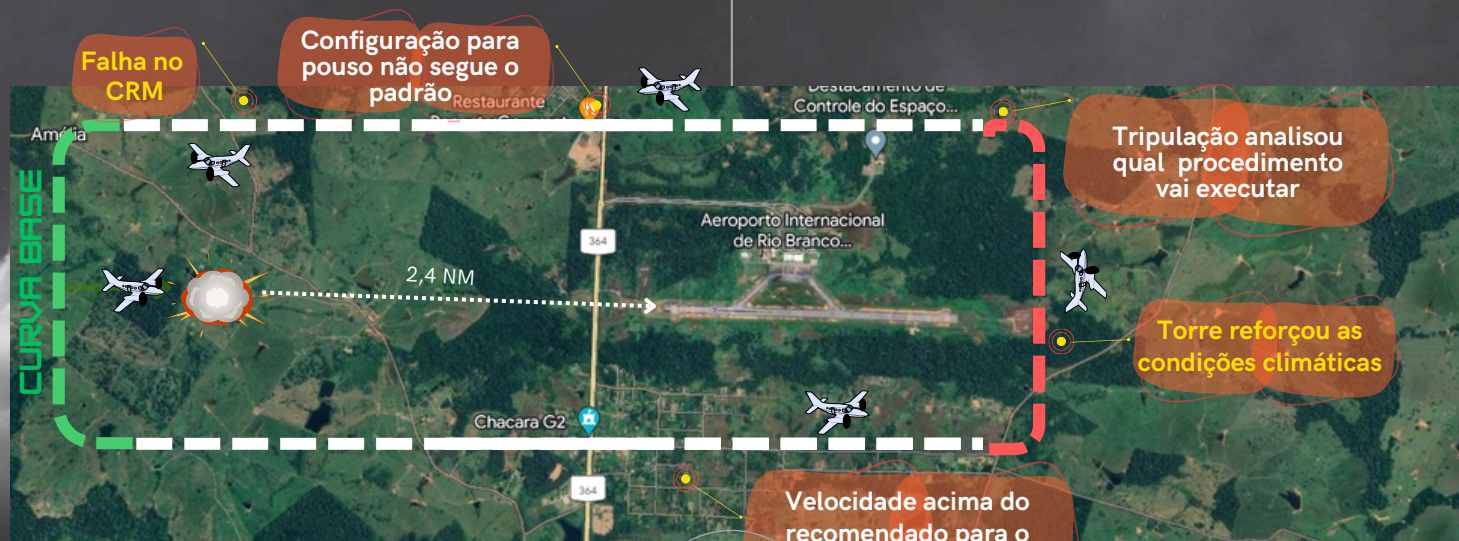 Falha no
CRM
Configuração para
pouso não segue o
padrão
Restaurante
Destacamento de
Controle do Espaço...
Amélia
Tripulação analisou
qual procedimento
vai executar
CURVA BASE
Aeroporto Internacional
de Rio Branco...
364
2,4 NM
Torre reforçou as
condições climáticas
Chacara G2
364
Velocidade acima do
recomendado para o